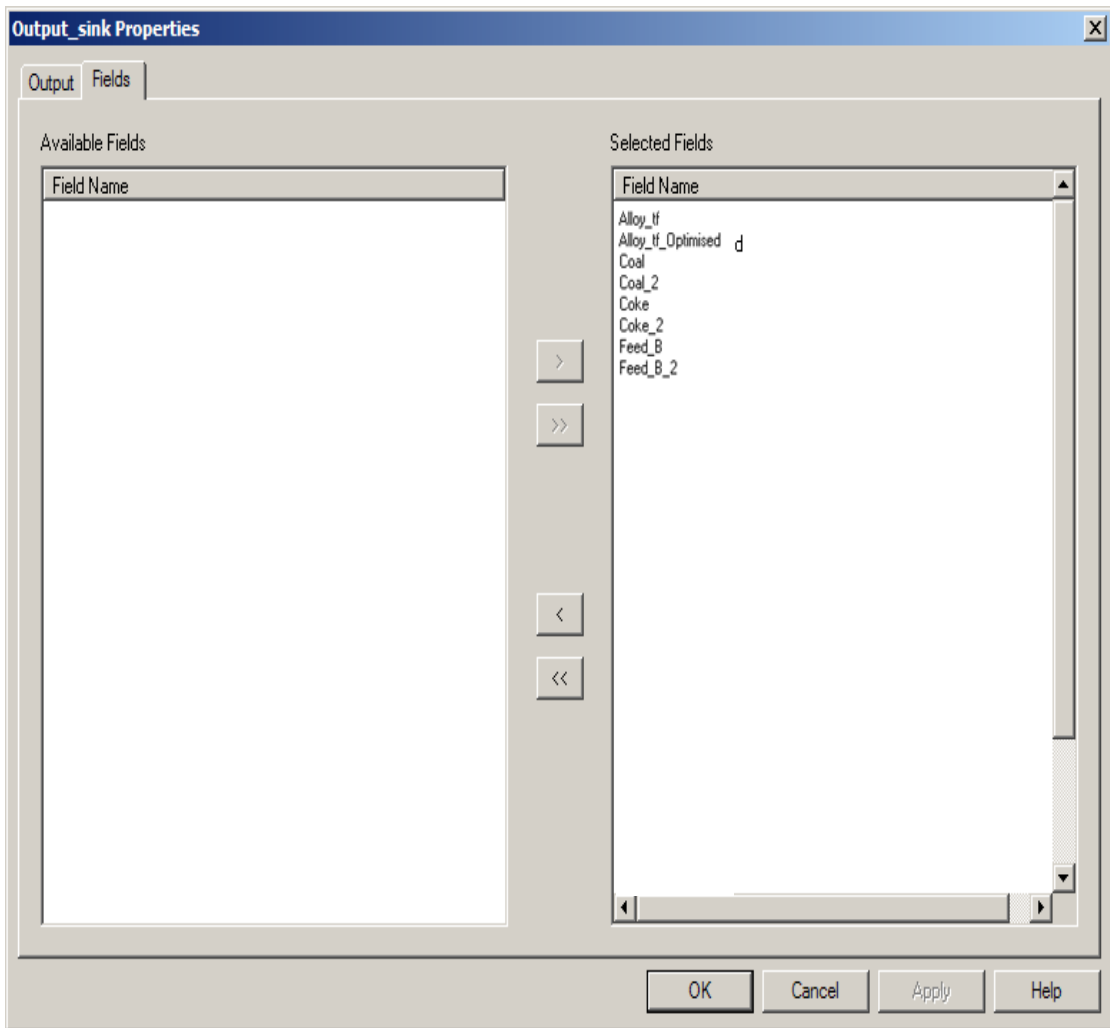 Output_sink Properties
Output Fields
Available Fields
Selected Fields
Field Name
Field Name
Alloy_tf
Alloy_tf_Optimised d
Coal
Coal_2
Coke
Coke_2
Feed_B
Feed_B_2
>
>>
<
<<
OK Cancel Apply Help